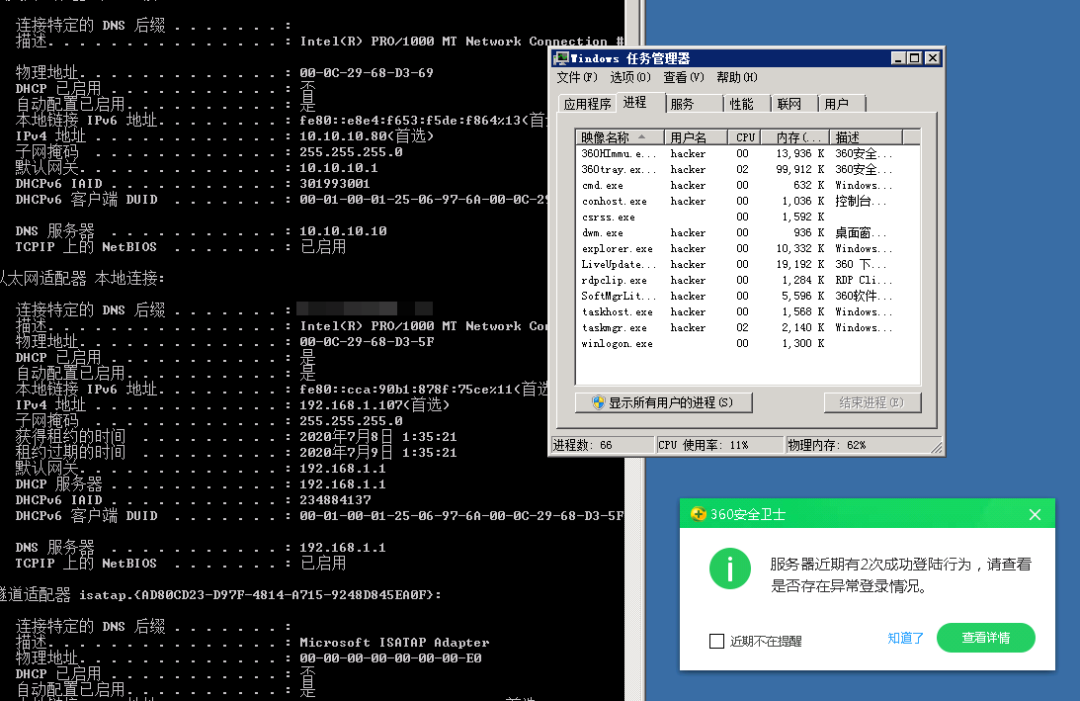 连接特定的 DNS 后缀 . . . . . . . :
描述. . . . . . . . . . . . . . . : Intel(R) PRO/1000 MT Network Connection #
物理地址. . . . . . . . . . . . . : 00-0C-29-68-D3-69
DHCP 已启用 . . . . . . . . . . . : 否
自动配置已启用. . . . . . . . . . : 是
本地链接 IPv6 地址. . . . . . . . : fe80::e8e4:f653:f5de:f864%13(首
IPv4 地址 . . . . . . . . . . . . : 10.10.10.80(首选)
子网掩码 . . . . . . . . . . . . : 255.255.255.0
默认网关. . . . . . . . . . . . . : 10.10.10.1
DHCPv6 IAID . . . . . . . . . . . : 301993001
DHCPv6 客户端 DUID . . . . . . . : 00-01-00-01-25-06-97-6A-00-0C-29
DNS 服务器 . . . . . . . . . . . : 10.10.10.10
TCPIP 上的 NetBIOS . . . . . . . : 已启用
以太网适配器 本地连接:
连接特定的 DNS 后缀 . . . . . . . :
描述. . . . . . . . . . . . . . . : Intel(R) PRO/1000 MT Network Con
物理地址. . . . . . . . . . . . . : 00-0C-29-68-D3-5F
DHCP 已启用 . . . . . . . . . . . : 是
自动配置已启用. . . . . . . . . . : 是
本地链接 IPv6 地址. . . . . . . . : fe80::cca:90b1:878f:75ce%11(首选
IPv4 地址 . . . . . . . . . . . . : 192.168.1.107(首选)
子网掩码 . . . . . . . . . . . . : 255.255.255.0
获得租约的时间 . . . . . . . . . : 2020年7月8日 1:35:21
租约过期的时间 . . . . . . . . . : 2020年7月9日 1:35:21
默认网关. . . . . . . . . . . . . : 192.168.1.1
DHCP 服务器 . . . . . . . . . . . : 192.168.1.1
DHCPv6 IAID . . . . . . . . . . . : 234884137
DHCPv6 客户端 DUID . . . . . . . : 00-01-00-01-25-06-97-6A-00-0C-29-68-D3-5F
DNS 服务器 . . . . . . . . . . . : 192.168.1.1
TCPIP 上的 NetBIOS . . . . . . . : 已启用
隧道适配器 isatap.{AD80CD23-D97F-4814-A715-9248D845EA0F}:
连接特定的 DNS 后缀 . . . . . . . :
描述. . . . . . . . . . . . . . . : Microsoft ISATAP Adapter
物理地址. . . . . . . . . . . . . : 00-00-00-00-00-00-00-E0
DHCP 已启用 . . . . . . . . . . . : 否
自动配置已启用. . . . . . . . . . : 是
Windows 任务管理器
文件(F) 选项(O) 查看(V) 帮助(H)
应用程序 进程 服务 性能 联网 用户
映像名称 用户名 CPU 内存(... 描述
360HImmu.e... hacker 00 13,936 K 360安全...
360tray.ex... hacker 02 99,912 K 360安全...
cmd.exe hacker 00 632 K Windows...
conhost.exe hacker 00 1,036 K 控制台...
csrss.exe 00 1,592 K
dwm.exe hacker 00 936 K 桌面窗...
explorer.exe hacker 00 10,332 K Windows...
LiveUpdate... hacker 00 19,192 K 360 下...
rdpclip.exe hacker 00 1,284 K RDP Cli...
SoftMgrLit... hacker 00 5,596 K 360软件...
taskhost.exe hacker 00 1,568 K Windows...
taskmgr.exe hacker 02 2,140 K Windows...
winlogon.exe 00 1,300 K
显示所有用户的进程(S) 结束进程(E)
进程数: 66 CPU 使用率: 11% 物理内存: 62%
360安全卫士
服务器近期有2次成功登陆行为，请查看
是否存在异常登录情况。
近期不在提醒 知道了 查看详情